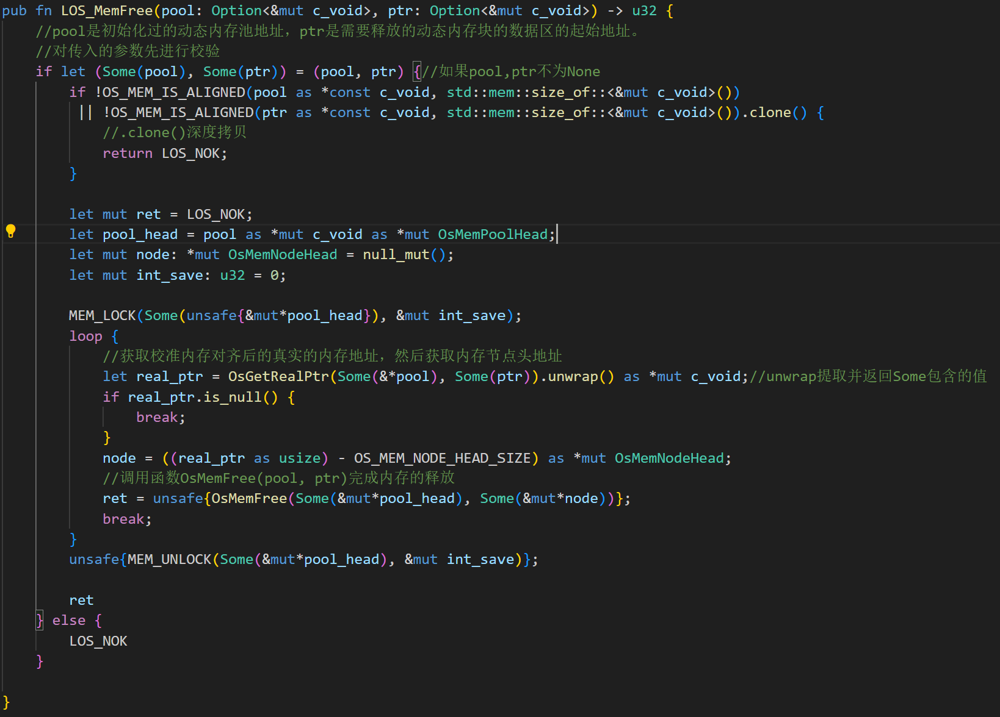 pub fn LOS_MemFree(pool: Option<&mut c_void>, ptr: Option<&mut c_void>) -> u32 {
    //pool是初始化过的动态内存池地址，ptr是需要释放的动态内存块的数据区的起始地址。
    //对传入的参数先进行校验
    if let (Some(pool), Some(ptr)) = (pool, ptr) {//如果pool,ptr不为None
        if !OS_MEM_IS_ALIGNED(pool as *const c_void, std::mem::size_of::<&mut c_void>())
         || !OS_MEM_IS_ALIGNED(ptr as *const c_void, std::mem::size_of::<&mut c_void>()).clone() {
            //.clone()深度拷贝
            return LOS_NOK;
        }

        let mut ret = LOS_NOK;
        let pool_head = pool as *mut c_void as *mut OsMemPoolHead;
        let mut node: *mut OsMemNodeHead = null_mut();
        let mut int_save: u32 = 0;

        MEM_LOCK(Some(unsafe{&mut*pool_head}), &mut int_save);
        loop {
            //获取校准内存对齐后的真实的内存地址，然后获取内存节点头地址
            let real_ptr = OsGetRealPtr(Some(&*pool), Some(ptr)).unwrap() as *mut c_void;//unwrap提取并返回Some包含的值
            if real_ptr.is_null() {
                break;
            }
            node = ((real_ptr as usize) - OS_MEM_NODE_HEAD_SIZE) as *mut OsMemNodeHead;
            //调用函数OsMemFree(pool, ptr)完成内存的释放
            ret = unsafe{OsMemFree(Some(&mut*pool_head), Some(&mut*node))};
            break;
        }
        unsafe{MEM_UNLOCK(Some(&mut*pool_head), &mut int_save)};

        ret
    } else {
        LOS_NOK
    }

}